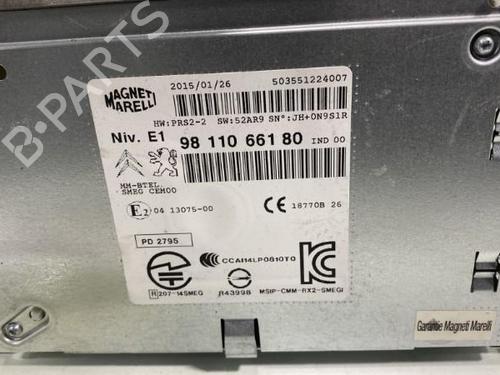 B-PARTS
MAGNETI
MARELLI
2015/01/26 503551224007
HW:PRS2-2 SW:52AR9 SN°:JH+0N9S1R
Niv. E1 98 110 661 80 IND 00
MM-BTEL
SMEG CEM00
E2 04 13075-00 CE 18770B 26
PD 2795
CCAI14LP0810T0
R 207-14SMEG R43998 MSIP-CMM-RX2-SMEGI
Garantie Magneti Marelli